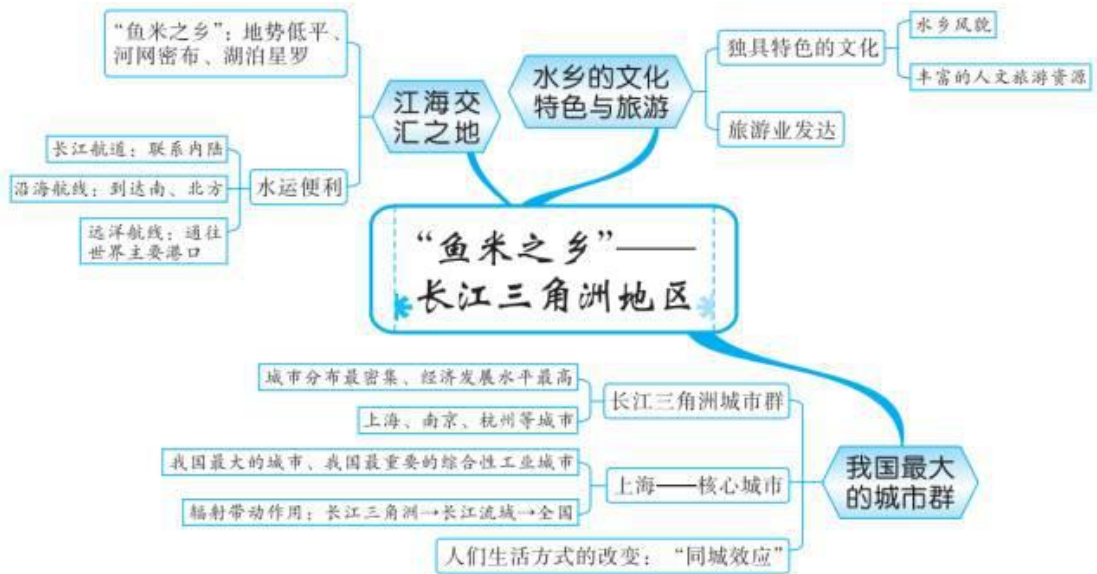 “鱼米之乡”：地势低平、
河网密布、湖泊星罗
江海交
汇之地
长江航道：联系内陆
沿海航线：到达南、北方
远洋航线：通往
世界主要港口
水运便利
水乡的文化
特色与旅游
独具特色的文化
水乡风貌
丰富的人文旅游资源
旅游业发达
“鱼米之乡”——
长江三角洲地区
城市分布最密集、经济发展水平最高
上海、南京、杭州等城市
长江三角洲城市群
我国最大的城市、我国最重要的综合性工业城市
辐射带动作用：长江三角洲→长江流域→全国
上海——核心城市
人们生活方式的改变：“同城效应”
我国最大
的城市群